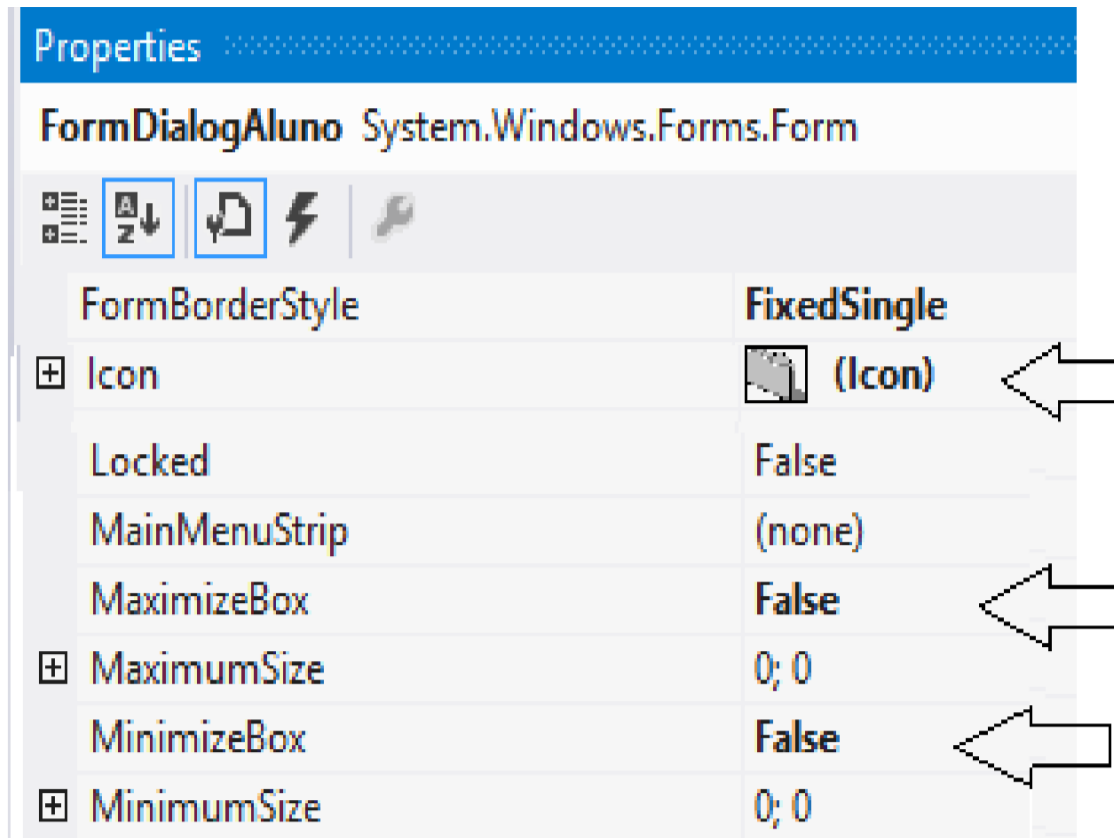 Properties
FormDialogAluno System.Windows.Forms.Form
FormBorderStyle FixedSingle
Icon (Icon)
Locked False
MainMenuStrip (none)
MaximizeBox False
MaximumSize 0; 0
MinimizeBox False
MinimumSize 0; 0